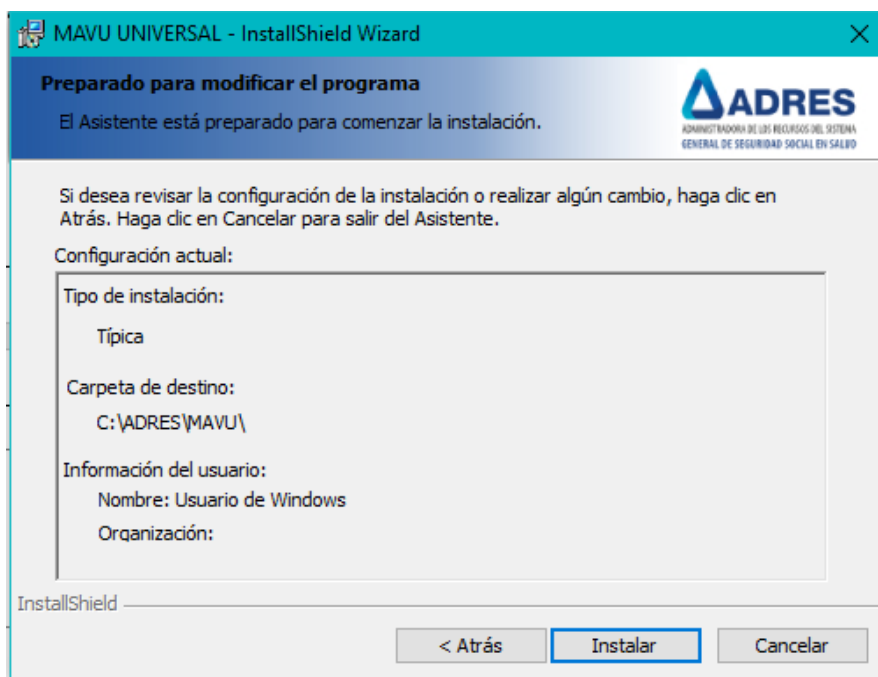 MAVU UNIVERSAL - InstallShield Wizard
Preparado para modificar el programa
El Asistente está preparado para comenzar la instalación.
ADRES
ADMINISTRADORA DE LOS RECURSOS DEL SISTEMA
GENERAL DE SEGURIDAD SOCIAL EN SALUD
Si desea revisar la configuración de la instalación o realizar algún cambio, haga clic en
Atrás. Haga clic en Cancelar para salir del Asistente.
Configuración actual:
Tipo de instalación:
Típica
Carpeta de destino:
C:\ADRES\MAVU\
Información del usuario:
Nombre: Usuario de Windows
Organización:
InstallShield
< Atrás
Instalar
Cancelar